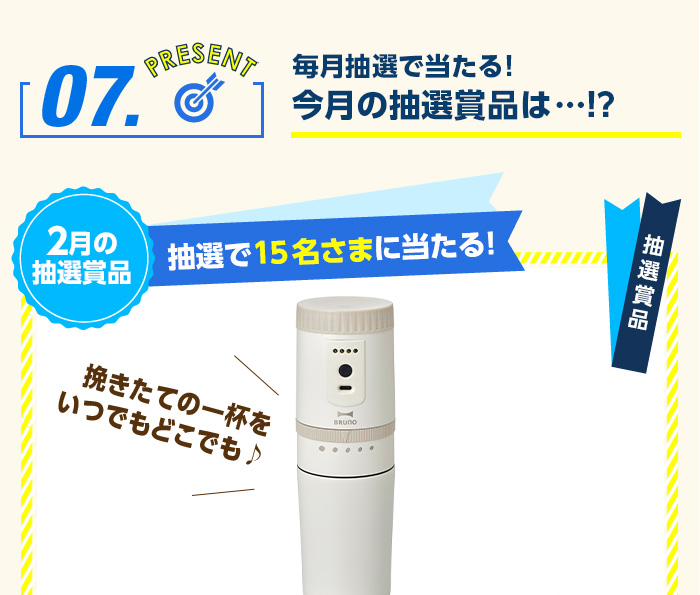 07.
PRESENT
毎月抽選で当たる!
今月の抽選賞品は…!?
2月の
抽選賞品
抽選で15名さまに当たる!
抽選賞品
挽きたての一杯を
いつでもどこでも♪
BRUNO